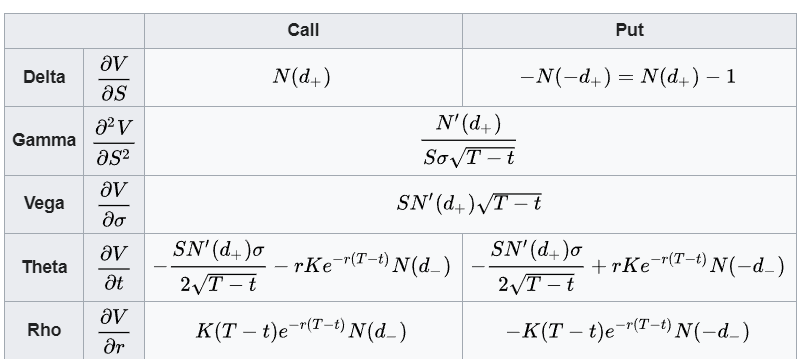 Call Put
Delta ∂V/∂S N(d₊) −N(−d₊) = N(d₊) − 1
Gamma ∂²V/∂S² N′(d₊)/(Sσ√(T − t))
Vega ∂V/∂σ SN′(d₊)√(T − t)
Theta ∂V/∂t −SN′(d₊)σ/(2√(T − t)) − rKe^(−r(T−t))N(d₋) −SN′(d₊)σ/(2√(T − t)) + rKe^(−r(T−t))N(−d₋)
Rho ∂V/∂r K(T − t)e^(−r(T−t))N(d₋) −K(T − t)e^(−r(T−t))N(−d₋)